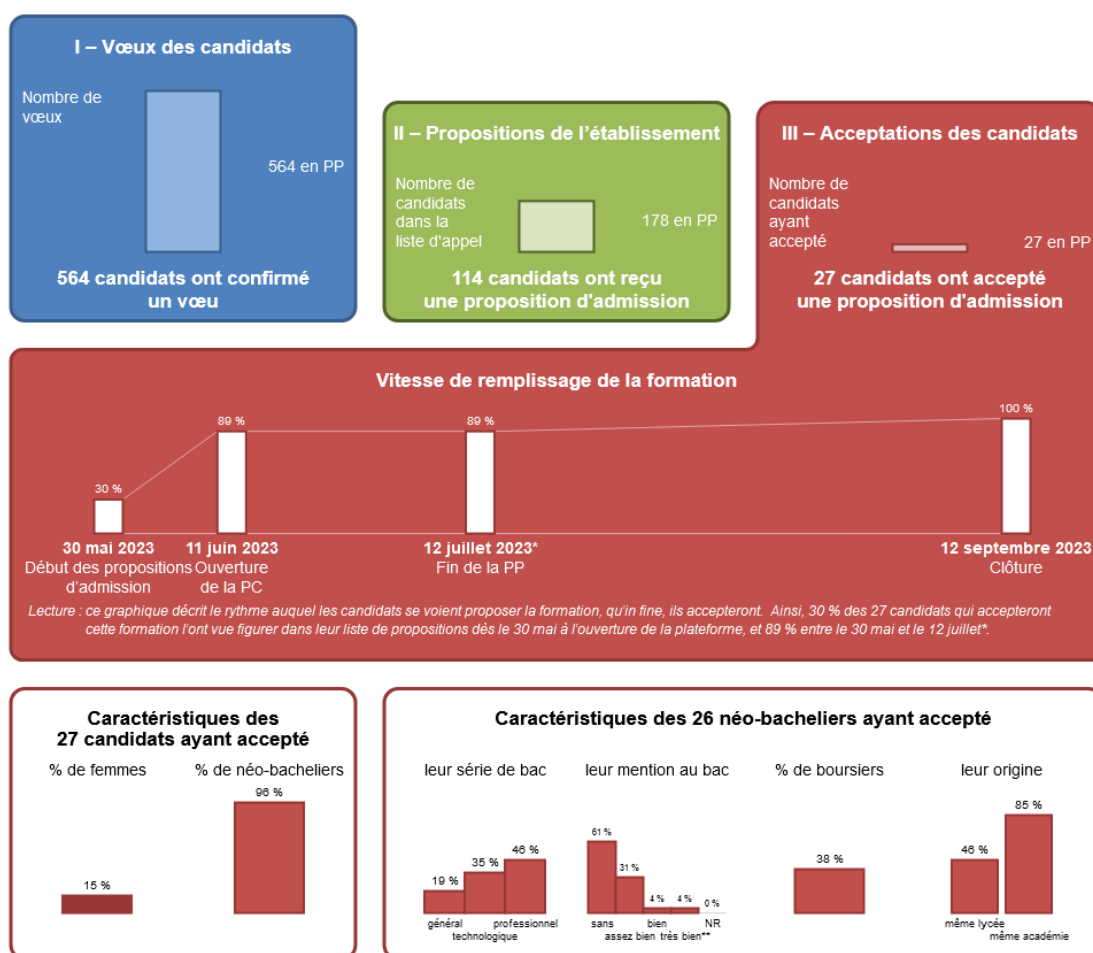 I – Vœux des candidats
Nombre de
vœux
564 en PP
564 candidats ont confirmé
un vœu
II – Propositions de l'établissement
Nombre de
candidats
dans la
liste d'appel
178 en PP
114 candidats ont reçu
une proposition d'admission
III – Acceptations des candidats
Nombre de
candidats
ayant
accepté
27 en PP
27 candidats ont accepté
une proposition d'admission
Vitesse de remplissage de la formation
30 %
89 %
89 %
100 %
30 mai 2023
Début des propositions
d'admission
11 juin 2023
Ouverture
de la PC
12 juillet 2023*
Fin de la PP
12 septembre 2023
Clôture
Lecture : ce graphique décrit le rythme auquel les candidats se voient proposer la formation, qu'in fine, ils accepteront. Ainsi, 30 % des 27 candidats qui accepteront
cette formation l'ont vue figurer dans leur liste de propositions dès le 30 mai à l'ouverture de la plateforme, et 89 % entre le 30 mai et le 12 juillet*.
Caractéristiques des
27 candidats ayant accepté
% de femmes
15 %
% de néo-bacheliers
96 %
Caractéristiques des 26 néo-bacheliers ayant accepté
leur série de bac
19 %
35 %
46 %
général
professionnel
technologique
leur mention au bac
61 %
31 %
4 %
4 %
0 %
sans
bien
NR
assez bien
très bien**
% de boursiers
38 %
leur origine
46 %
85 %
même lycée
même académie